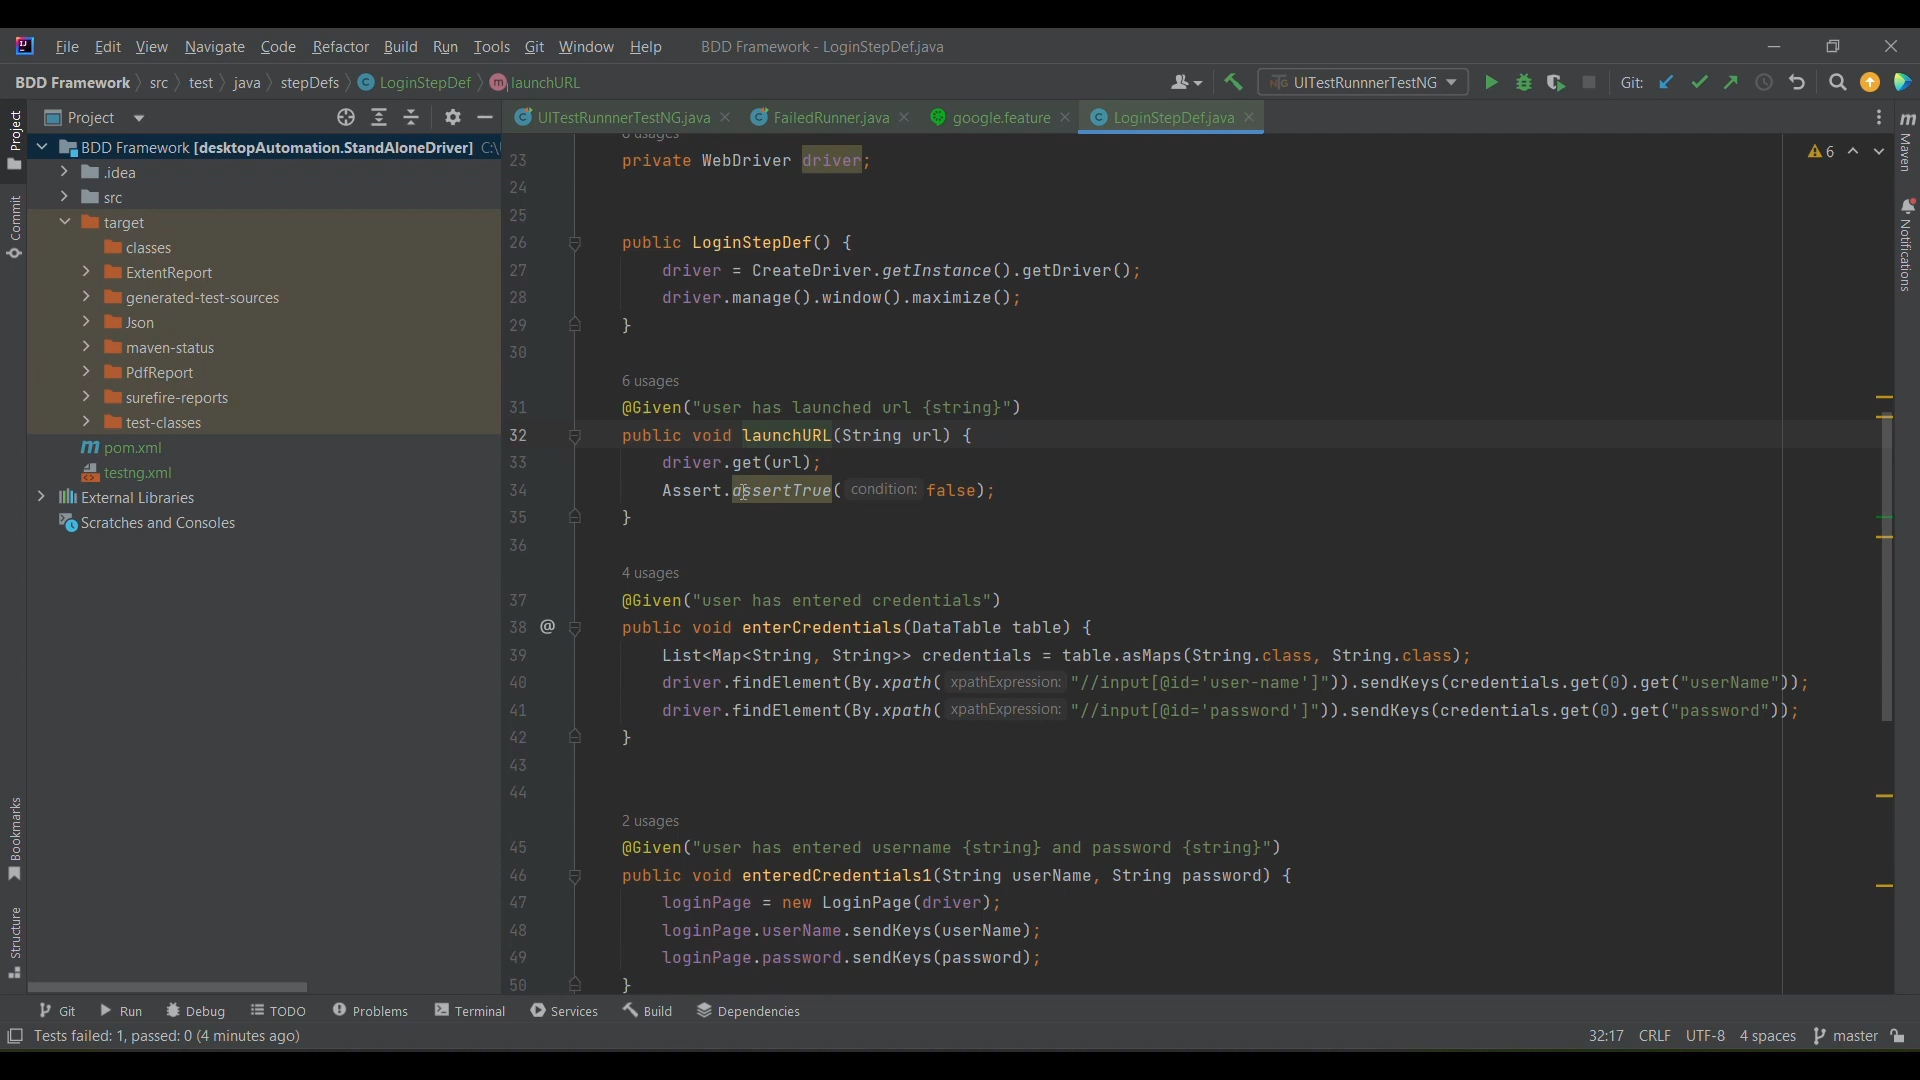 File Edit View Navigate Code Refactor Build Run Tools Git Window Help BDD Framework - LoginStepDef.java
BDD Framework src test java stepDefs LoginStepDef launchURL UITestRunnnerTestNG Git:
Project
UITestRunnnerTestNG.java FailedRunner.java google.feature LoginStepDef.java
BDD Framework [desktopAutomation.StandAloneDriver] C:\
.idea
src
target
classes
ExtentReport
generated-test-sources
Json
maven-status
PdfReport
surefire-reports
test-classes
pom.xml
testng.xml
External Libraries
Scratches and Consoles
Project
Commit
Bookmarks
Structure
6
usages
23 private WebDriver driver;
24
25
26 public LoginStepDef() {
27 driver = CreateDriver.getInstance().getDriver();
28 driver.manage().window().maximize();
29 }
30
6 usages
31 @Given("user has launched url {string}")
32 public void launchURL(String url) {
33 driver.get(url);
34 Assert.assertTrue( condition: false);
35 }
36
4 usages
37 @Given("user has entered credentials")
38 @ public void enterCredentials(DataTable table) {
39 List<Map<String, String>> credentials = table.asMaps(String.class, String.class);
40 driver.findElement(By.xpath( xpathExpression: "//input[@id='user-name']")).sendKeys(credentials.get(0).get("userName"));
41 driver.findElement(By.xpath( xpathExpression: "//input[@id='password']")).sendKeys(credentials.get(0).get("password"));
42 }
43
44
2 usages
45 @Given("user has entered username {string} and password {string}")
46 public void enteredCredentials1(String userName, String password) {
47 loginPage = new LoginPage(driver);
48 loginPage.userName.sendKeys(userName);
49 loginPage.password.sendKeys(password);
50 }
Maven
Notifications
Git Run Debug TODO Problems Terminal Services Build Dependencies
Tests failed: 1, passed: 0 (4 minutes ago) 32:17 CRLF UTF-8 4 spaces master